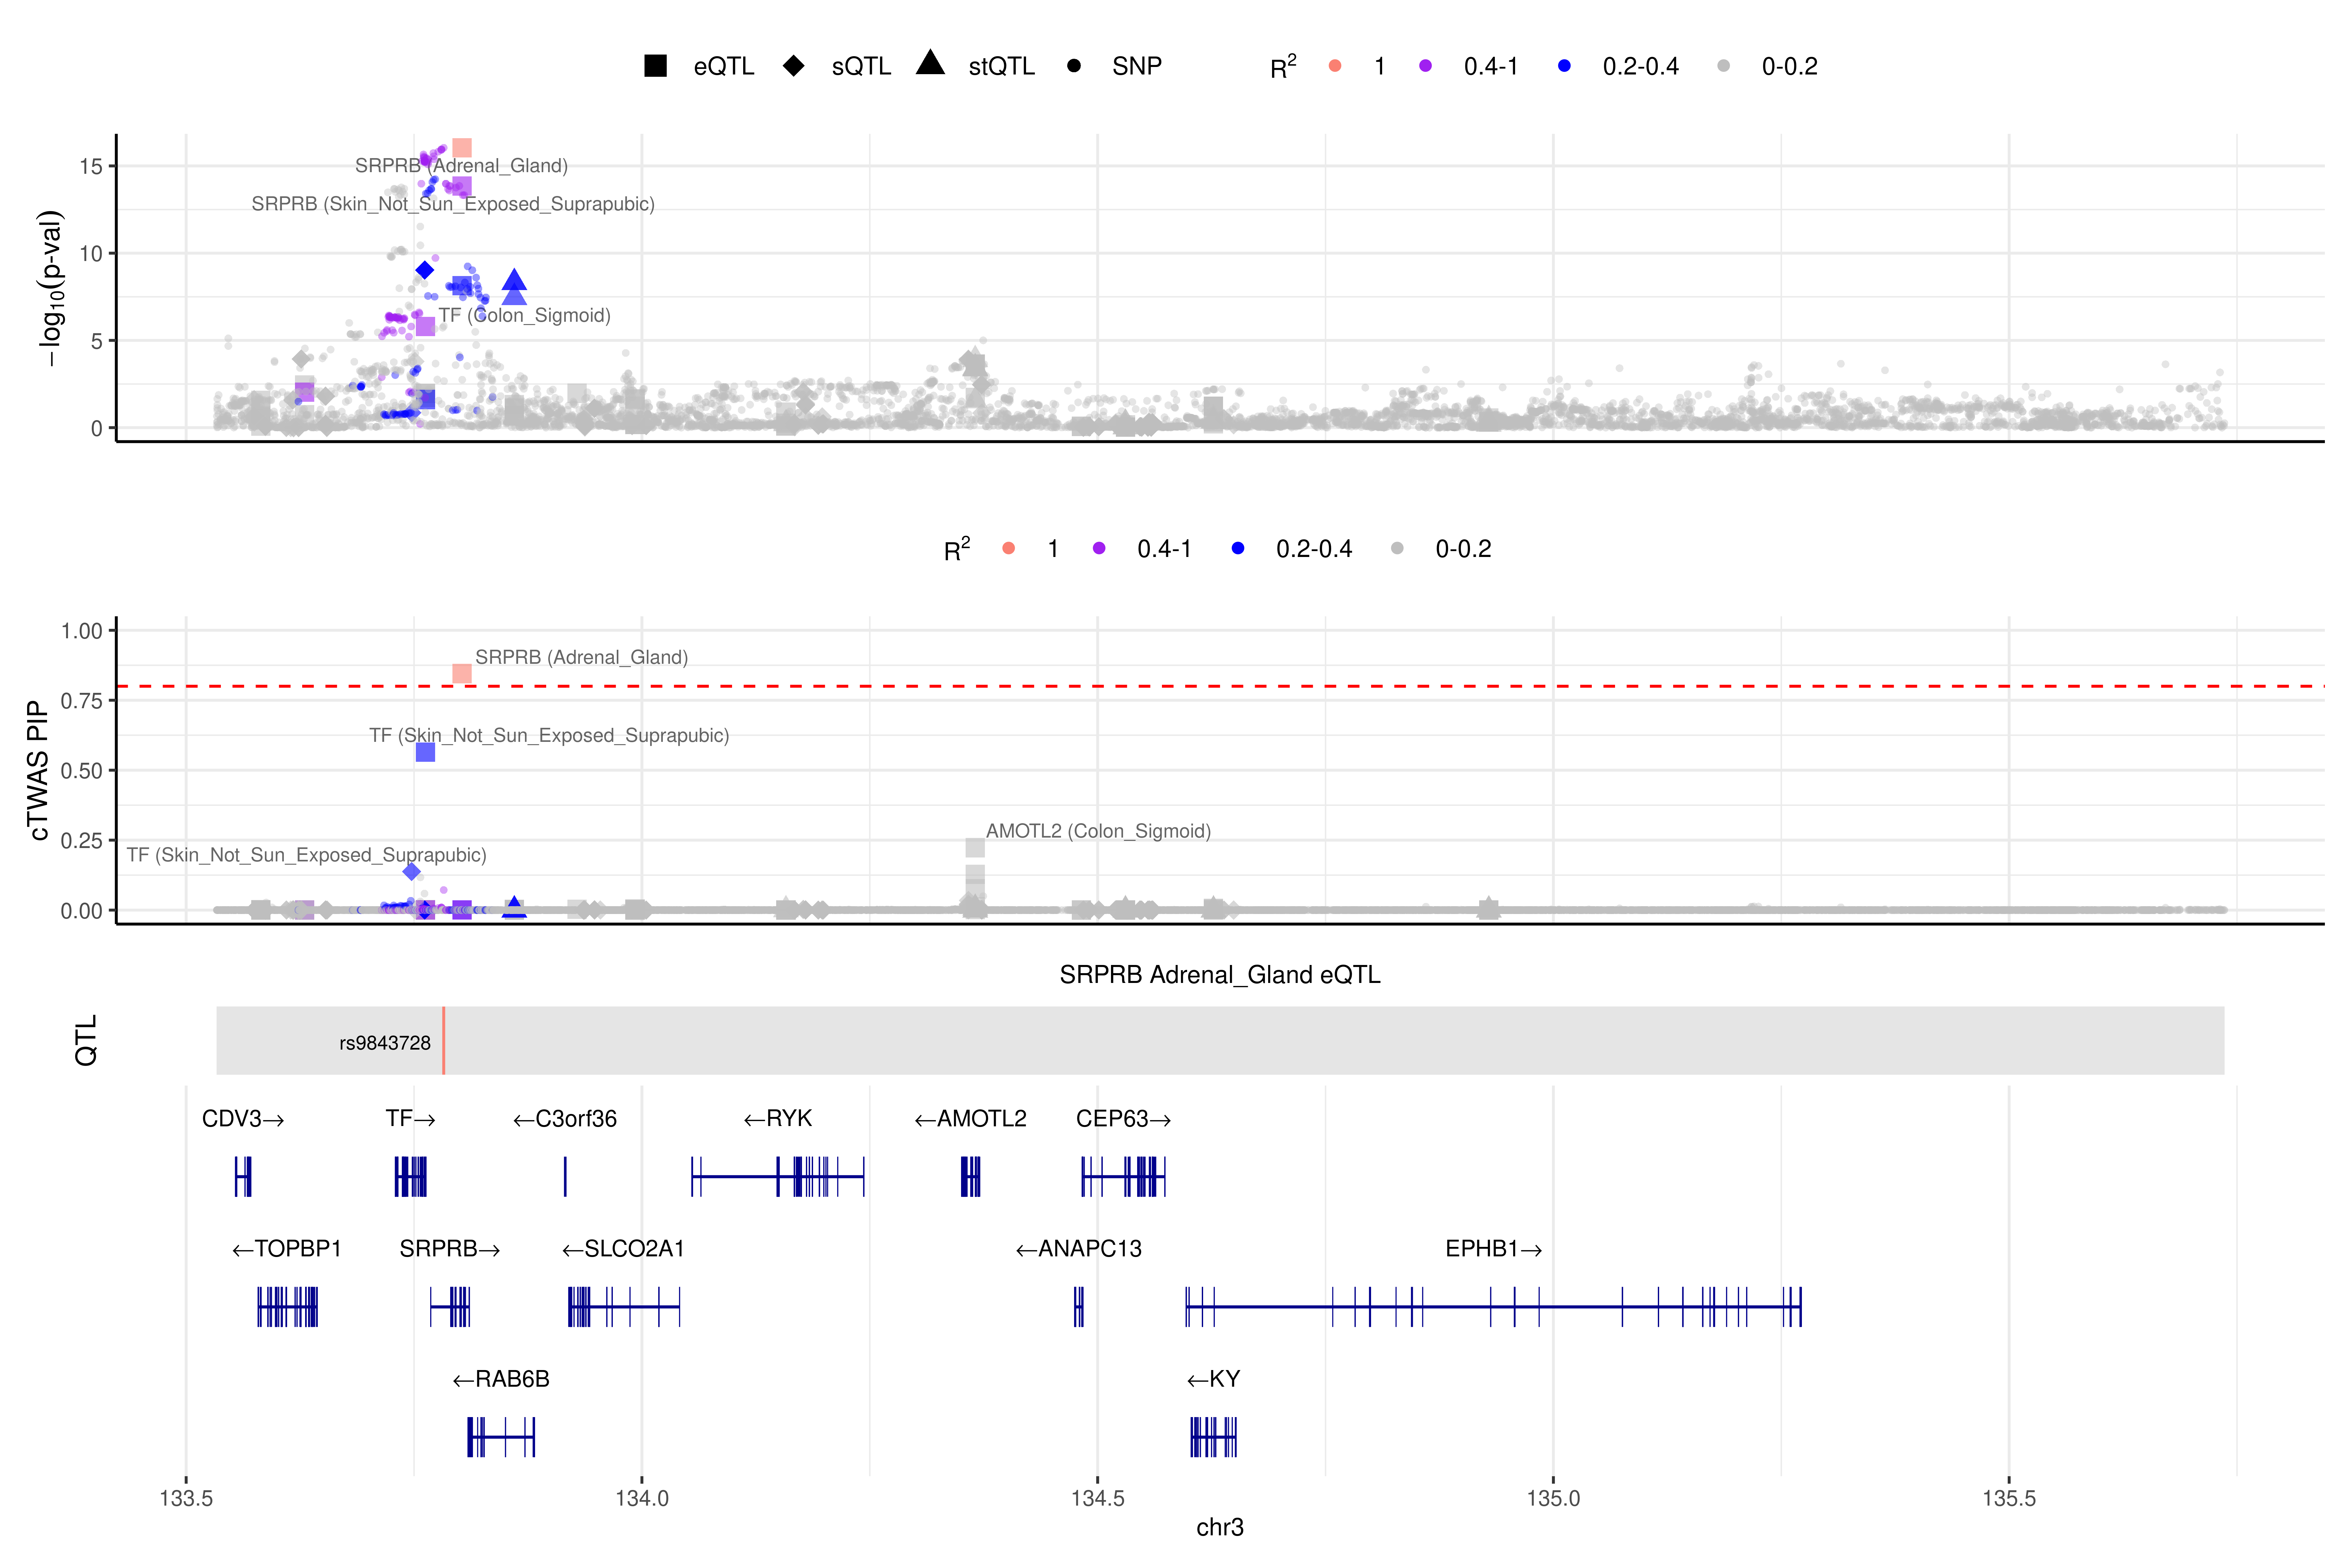 eQTL sQTL stQTL SNP R2 1 0.4-1 0.2-0.4 0-0.2
−log10(p-val)
15
10
5
0
SRPRB (Adrenal_Gland)
SRPRB (Skin_Not_Sun_Exposed_Suprapubic)
TF (Colon_Sigmoid)
R2 1 0.4-1 0.2-0.4 0-0.2
cTWAS PIP
1.00
0.75
0.50
0.25
0.00
SRPRB (Adrenal_Gland)
TF (Skin_Not_Sun_Exposed_Suprapubic)
AMOTL2 (Colon_Sigmoid)
TF (Skin_Not_Sun_Exposed_Suprapubic)
SRPRB Adrenal_Gland eQTL
QTL
rs9843728
CDV3→ TF→ ←C3orf36 ←RYK ←AMOTL2 CEP63→
←TOPBP1 SRPRB→ ←SLCO2A1 ←ANAPC13 EPHB1→
←RAB6B ←KY
133.5 134.0 134.5 135.0 135.5
chr3